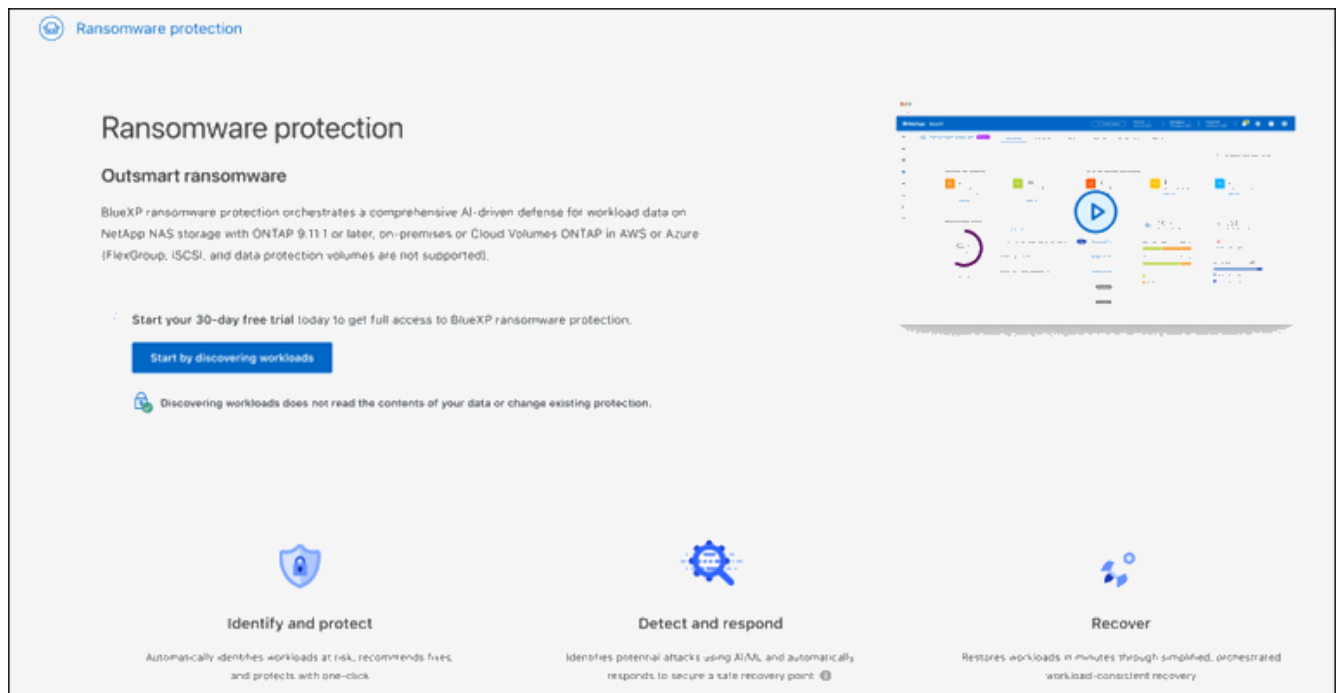 Ransomware protection
Ransomware protection
Outsmart ransomware
BlueXP ransomware protection orchestrates a comprehensive AI-driven defense for workload data on
NetApp NAS storage with ONTAP 9.11.1 or later, on-premises or Cloud Volumes ONTAP in AWS or Azure
(FlexGroup, iSCSI, and data protection volumes are not supported).
Start your 30-day free trial today to get full access to BlueXP ransomware protection.
Start by discovering workloads
Discovering workloads does not read the contents of your data or change existing protection.
Identify and protect
Detect and respond
Recover
Automatically identifies workloads at risk, recommends fixes,
and protects with one-click
Identifies potential attacks using AI/ML and automatically
responds to secure a safe recovery point
Restores workloads in minutes through simplified, orchestrated
workload-consistent recovery